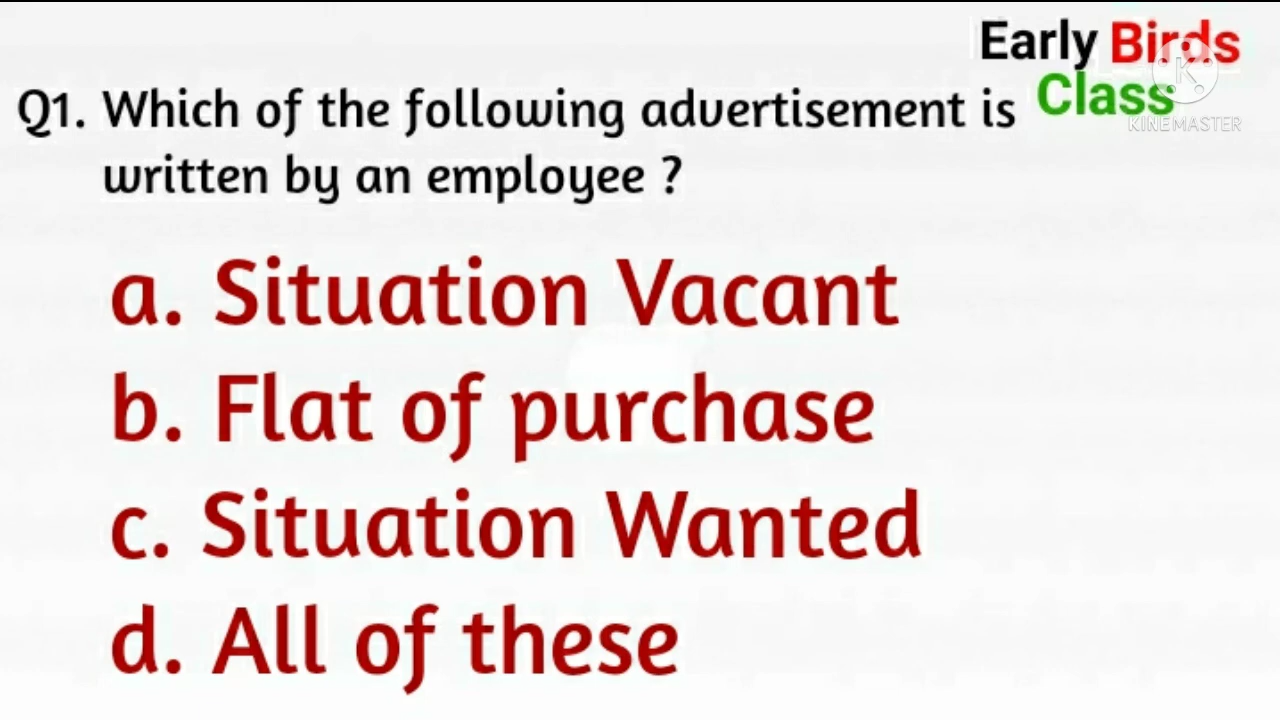 Early Birds
Class
KINEMASTER
Q1. Which of the following advertisement is
written by an employee ?
a. Situation Vacant
b. Flat of purchase
c. Situation Wanted
d. All of these